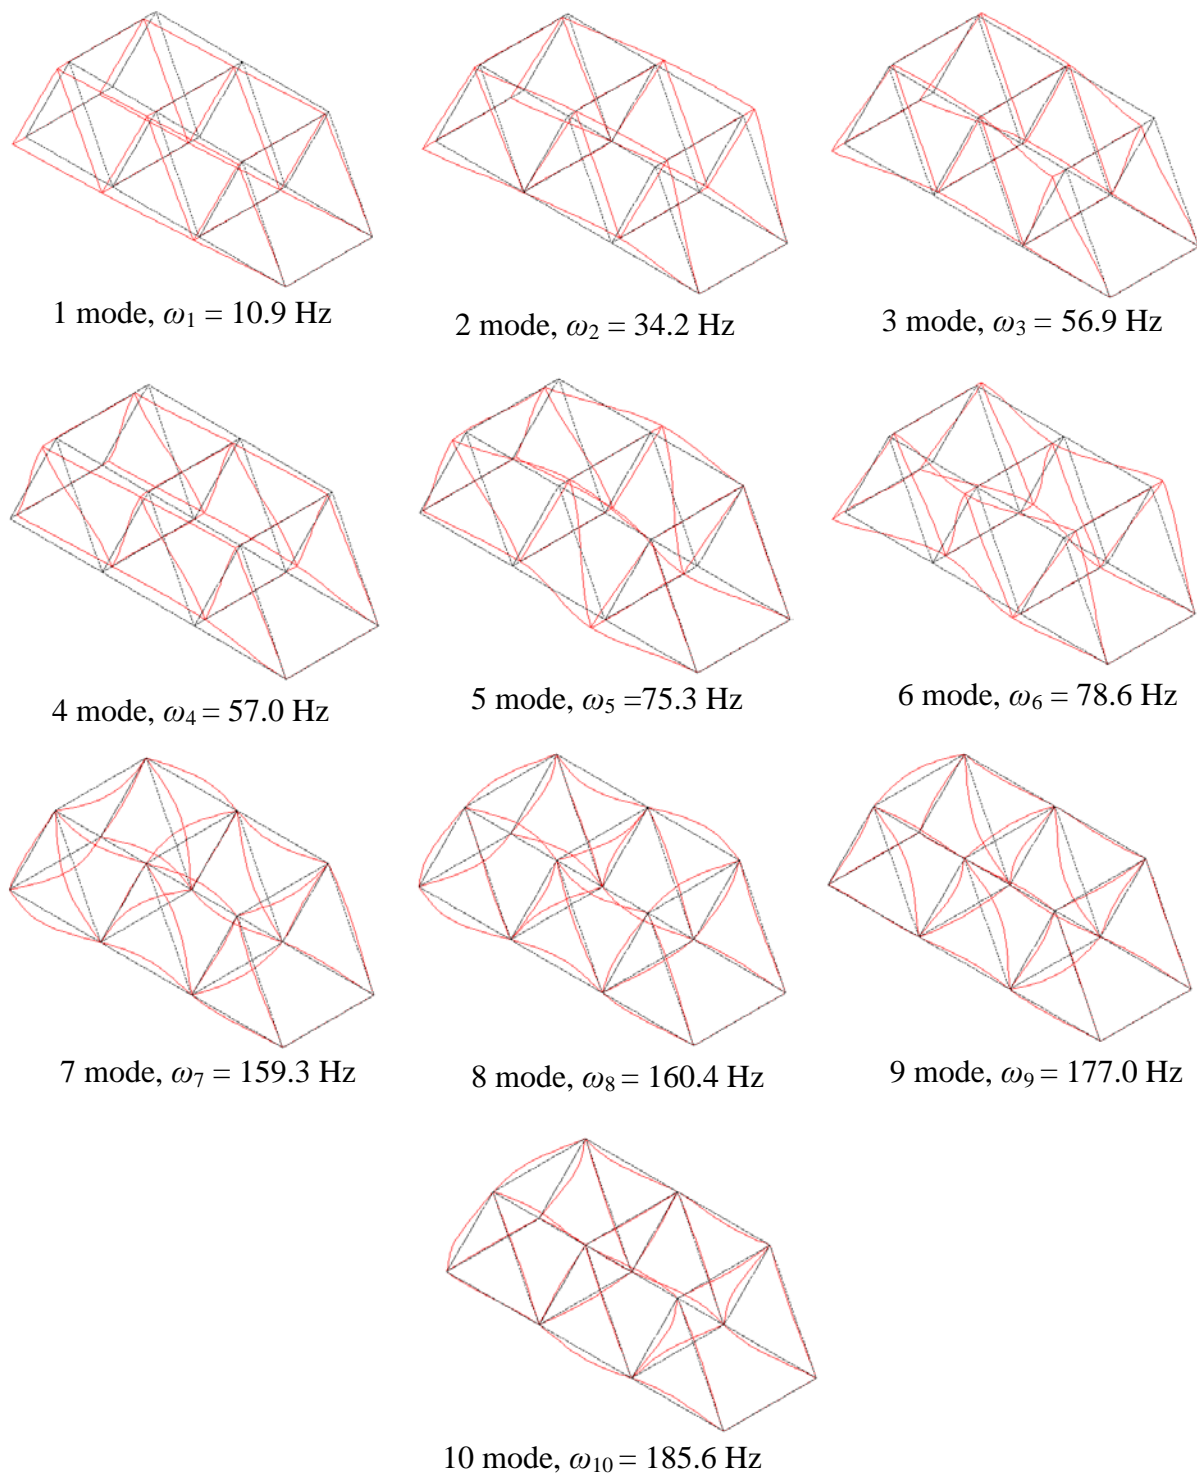 1 mode, ω₁ = 10.9 Hz
2 mode, ω₂ = 34.2 Hz
3 mode, ω₃ = 56.9 Hz
4 mode, ω₄ = 57.0 Hz
5 mode, ω₅ =75.3 Hz
6 mode, ω₆ = 78.6 Hz
7 mode, ω₇ = 159.3 Hz
8 mode, ω₈ = 160.4 Hz
9 mode, ω₉ = 177.0 Hz
10 mode, ω₁₀ = 185.6 Hz